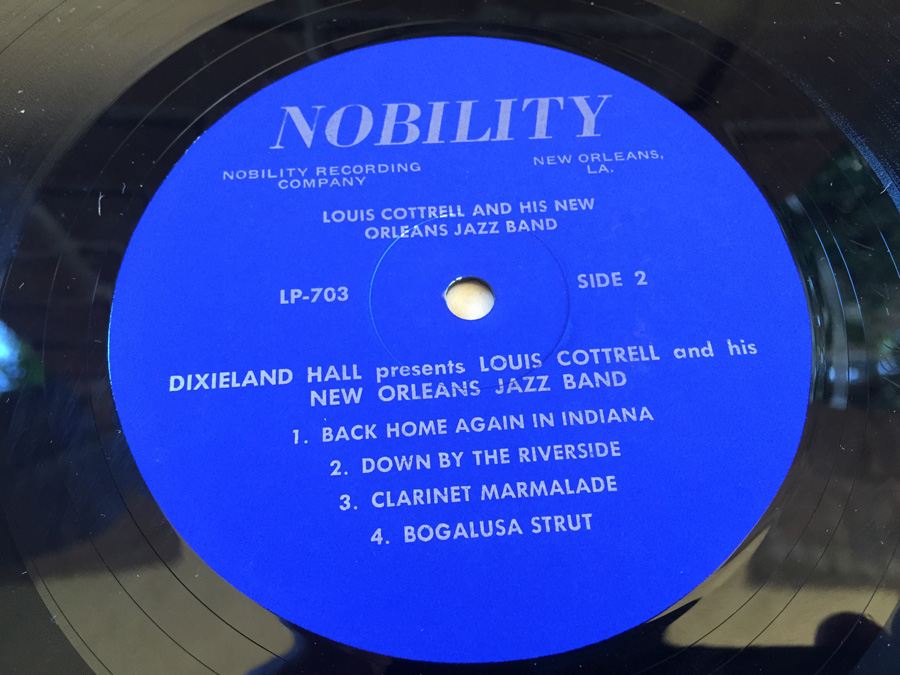 NOBILITY
NOBILITY RECORDING
COMPANY
NEW ORLEANS,
LA.
LOUIS COTTRELL AND HIS NEW
ORLEANS JAZZ BAND
LP-703
SIDE 2
DIXIELAND HALL presents LOUIS COTTRELL and his
NEW ORLEANS JAZZ BAND
1. BACK HOME AGAIN IN INDIANA
2. DOWN BY THE RIVERSIDE
3. CLARINET MARMALADE
4. BOGALUSA STRUT